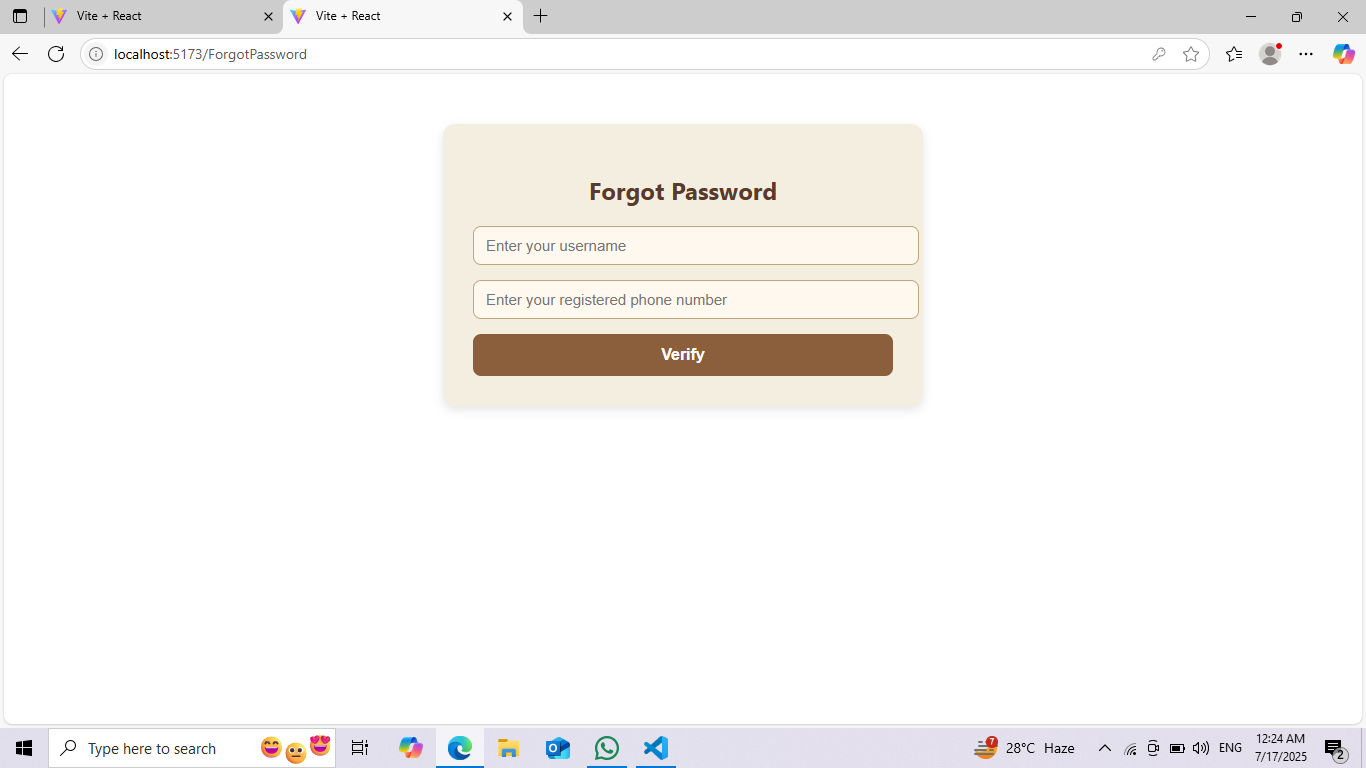 Vite + React
Vite + React
localhost:5173/ForgotPassword
Forgot Password
Enter your username
Enter your registered phone number
Verify
Type here to search
7
28°C Haze
ENG
12:24 AM
7/17/2025
2